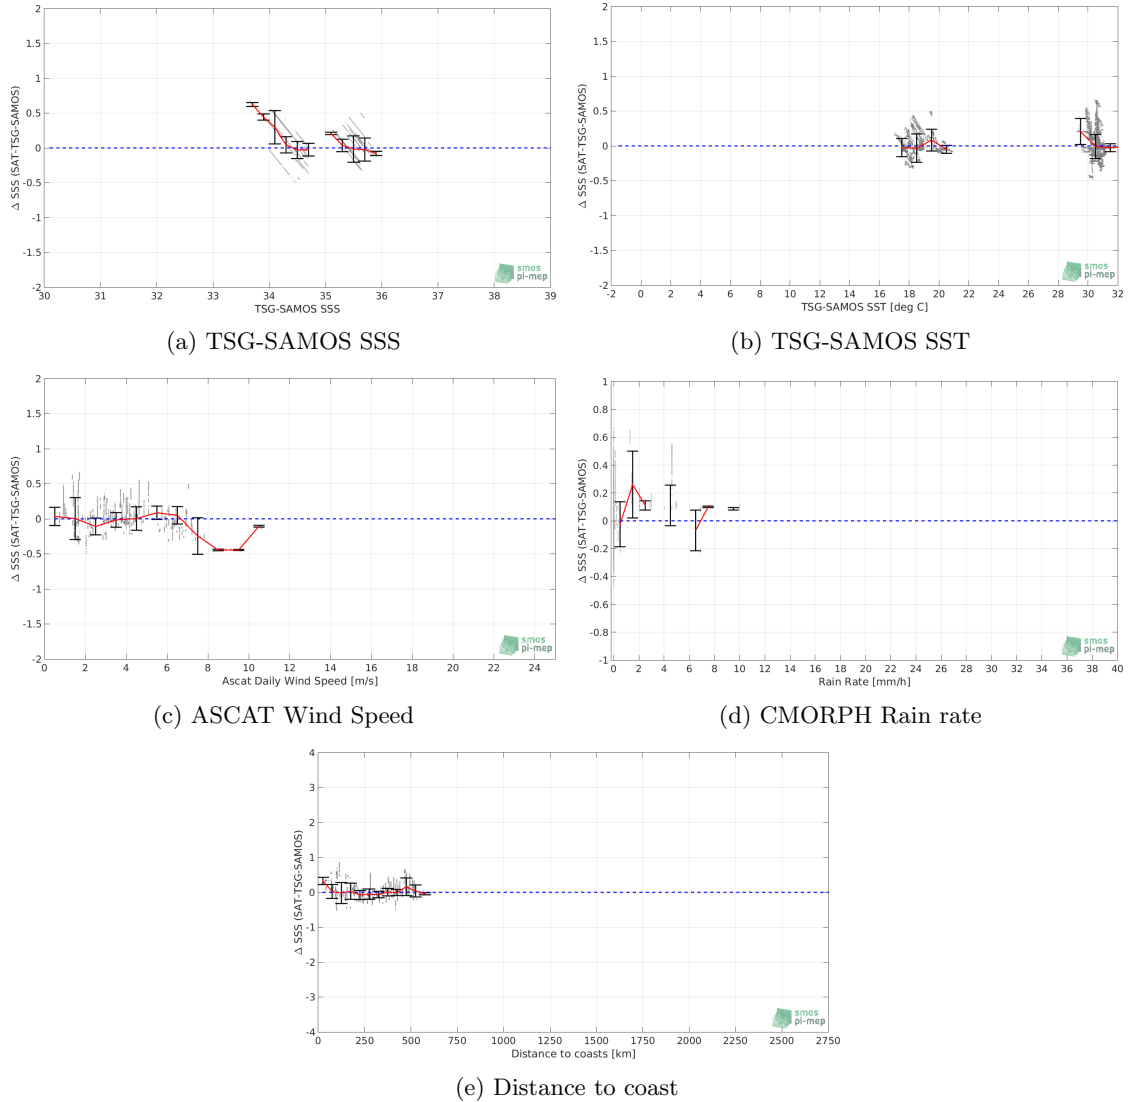 2
1.5
1
0.5
0
-0.5
-1
-1.5
-2
Δ SSS (SAT-TSG-SAMOS)
30 31 32 33 34 35 36 37 38 39
TSG-SAMOS SSS
smos
pi-mep
(a) TSG-SAMOS SSS
2
1.5
1
0.5
0
-0.5
-1
-1.5
-2
Δ SSS (SAT-TSG-SAMOS)
-2 0 2 4 6 8 10 12 14 16 18 20 22 24 26 28 30 32
TSG-SAMOS SST [deg C]
smos
pi-mep
(b) TSG-SAMOS SST
2
1.5
1
0.5
0
-0.5
-1
-1.5
-2
Δ SSS (SAT-TSG-SAMOS)
0 2 4 6 8 10 12 14 16 18 20 22 24
Ascat Daily Wind Speed [m/s]
smos
pi-mep
(c) ASCAT Wind Speed
1
0.8
0.6
0.4
0.2
0
-0.2
-0.4
-0.6
-0.8
-1
Δ SSS (SAT-TSG-SAMOS)
0 2 4 6 8 10 12 14 16 18 20 22 24 26 28 30 32 34 36 38 40
Rain Rate [mm/h]
smos
pi-mep
(d) CMORPH Rain rate
4
3
2
1
0
-1
-2
-3
-4
Δ SSS (SAT-TSG-SAMOS)
0 250 500 750 1000 1250 1500 1750 2000 2250 2500 2750
Distance to coasts [km]
smos
pi-mep
(e) Distance to coast